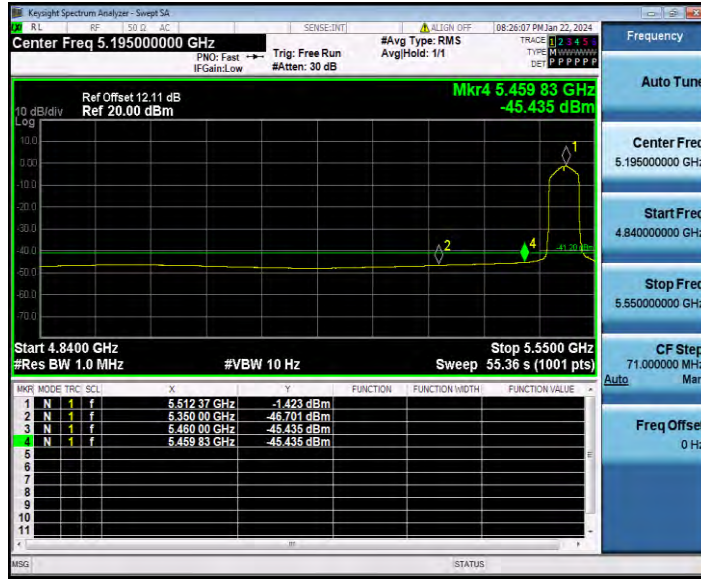 Keysight Spectrum Analyzer - Swept SA
RL RF 50 Ω AC SENSE:INT ALIGN OFF 08:26:07 PM Jan 22, 2024
Center Freq 5.195000000 GHz
PNO: Fast
IFGain:Low
Trig: Free Run
#Atten: 30 dB
#Avg Type: RMS
Avg|Hold: 1/1
TRACE 1 2 3 4 5 6
TYPE M WWWWW
DET P P P P P P
Ref Offset 12.11 dB
Ref 20.00 dBm
10 dB/div
Log
Mkr4 5.459 83 GHz
-45.435 dBm
10.0
0.00
-10.0
-20.0
-30.0
-40.0
-50.0
-60.0
-70.0
1
2
4
-41.20 dBm
Start 4.8400 GHz
Stop 5.5500 GHz
#Res BW 1.0 MHz
#VBW 10 Hz
Sweep 55.36 s (1001 pts)
MKR MODE TRC SCL X Y FUNCTION FUNCTION WIDTH FUNCTION VALUE
1 N 1 f 5.512 37 GHz -1.423 dBm
2 N 1 f 5.350 00 GHz -46.701 dBm
3 N 1 f 5.460 00 GHz -45.435 dBm
4 N 1 f 5.459 83 GHz -45.435 dBm
5
6
7
8
9
10
11
MSG
STATUS
Frequency
Auto Tune
Center Freq
5.195000000 GHz
Start Freq
4.840000000 GHz
Stop Freq
5.550000000 GHz
CF Step
71.000000 MHz
Auto Man
Freq Offset
0 Hz